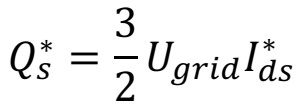 Q_s^* = \frac{3}{2} U_{grid} I_{ds}^*